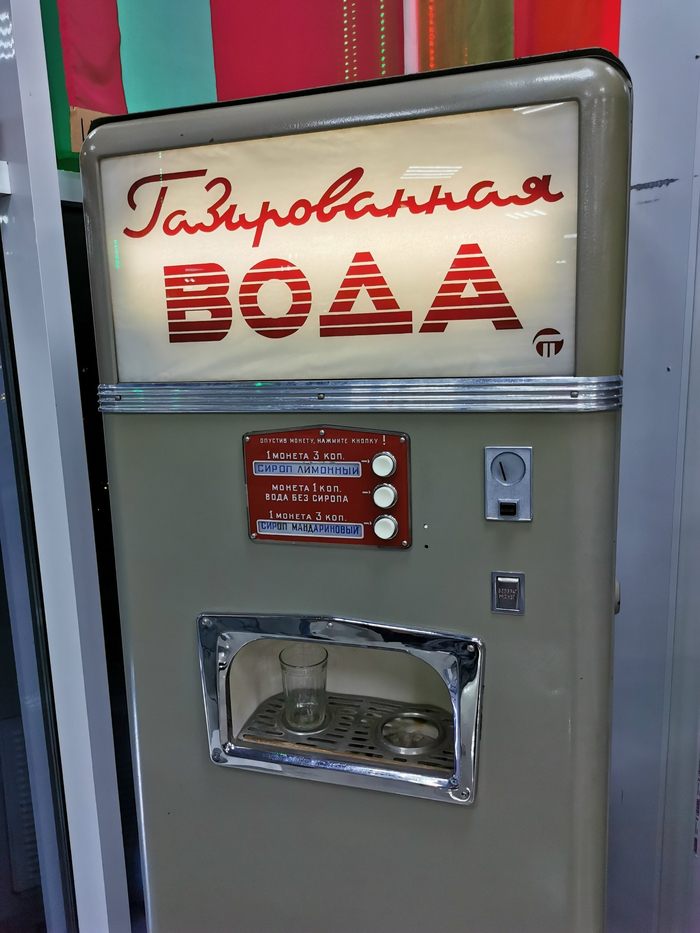 Газированная
ВОДА
ОПУСТИВ МОНЕТУ, НАЖМИТЕ КНОПКУ!
1 МОНЕТА 3 КОП.
СИРОП ЛИМОННЫЙ
МОНЕТА 1 КОП.
ВОДА БЕЗ СИРОПА
1 МОНЕТА 3 КОП.
СИРОП МАНДАРИНОВЫЙ